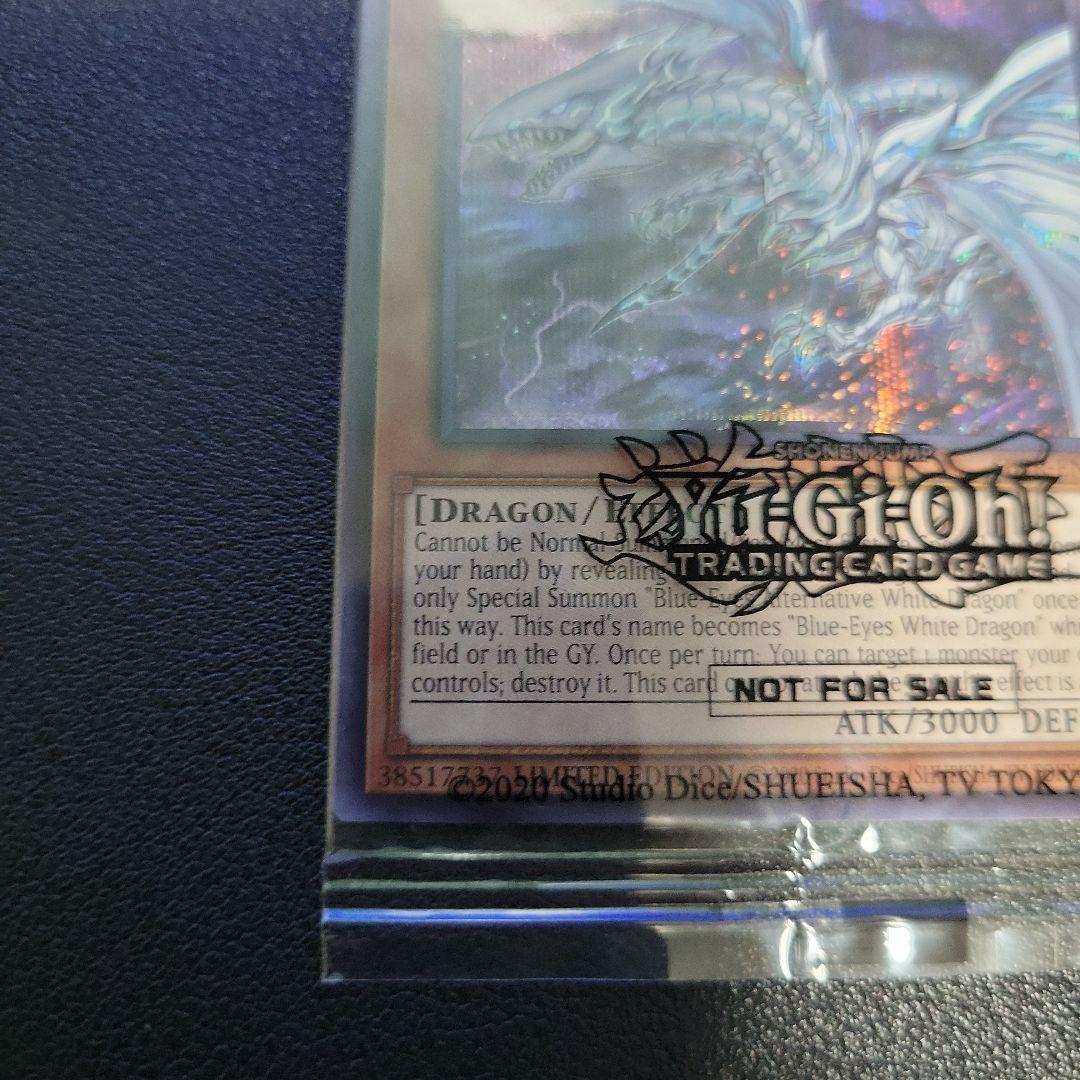 SHONEN JUMP
Yu-Gi-Oh!
TRADING CARD GAME
[DRAGON/
Cannot be Normal
your hand) by revealing
only Special Summon "Blue-Eyes Alternative White Dragon" once
this way. This card's name becomes "Blue-Eyes White Dragon"
field or in the GY. Once per turn: You can target 1 monster your
controls; destroy it. This card effect is
NOT FOR SALE
ATK/3000 DEF
38517737 LIMITED EDITION
©2020 Studio Dice/SHUEISHA, TV TOKY